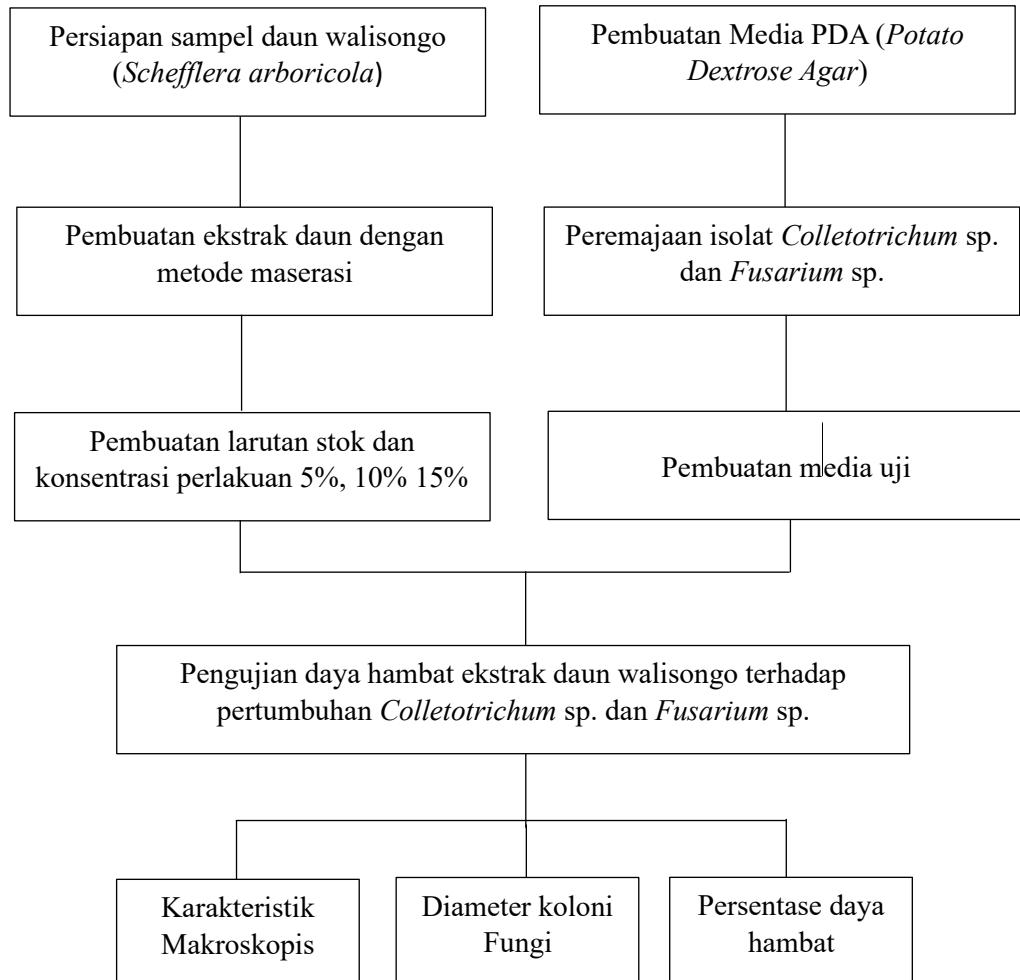 Persiapan sampel daun walisongo
(Schefflera arboricola)
Pembuatan Media PDA (Potato
Dextrose Agar)
Pembuatan ekstrak daun dengan
metode maserasi
Peremajaan isolat Colletotrichum sp.
dan Fusarium sp.
Pembuatan larutan stok dan
konsentrasi perlakuan 5%, 10% 15%
Pembuatan media uji
Pengujian daya hambat ekstrak daun walisongo terhadap
pertumbuhan Colletotrichum sp. dan Fusarium sp.
Karakteristik
Makroskopis
Diameter koloni
Fungi
Persentase daya
hambat